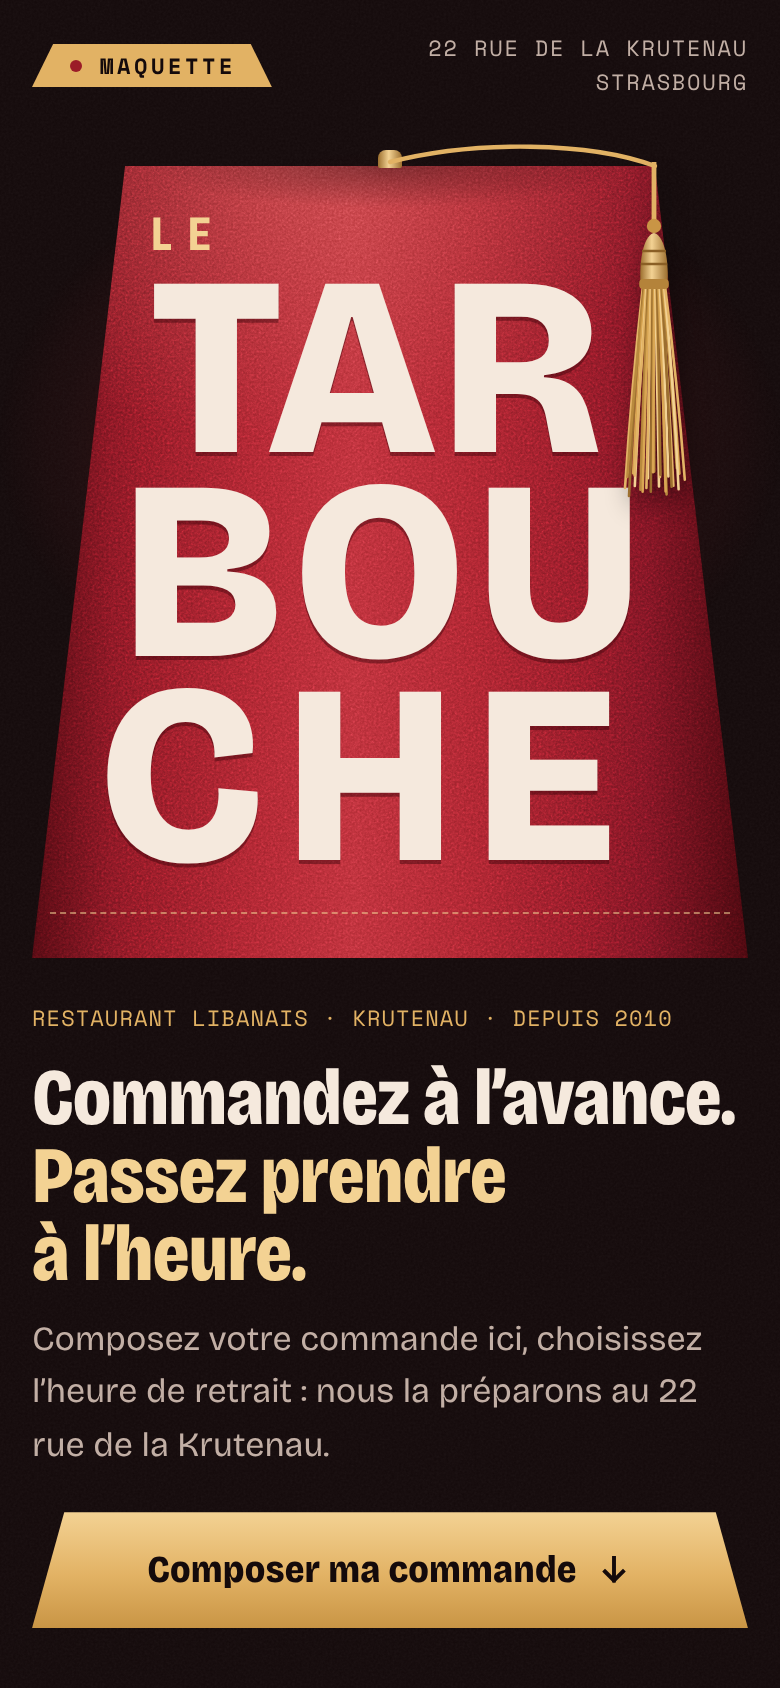 MAQUETTE
22 RUE DE LA KRUTENAU
STRASBOURG
LE
TAR
BOU
CHE
RESTAURANT LIBANAIS · KRUTENAU · DEPUIS 2010
Commandez à l’avance.
Passez prendre
à l’heure.
Composez votre commande ici, choisissez
l’heure de retrait : nous la préparons au 22
rue de la Krutenau.
Composer ma commande ↓